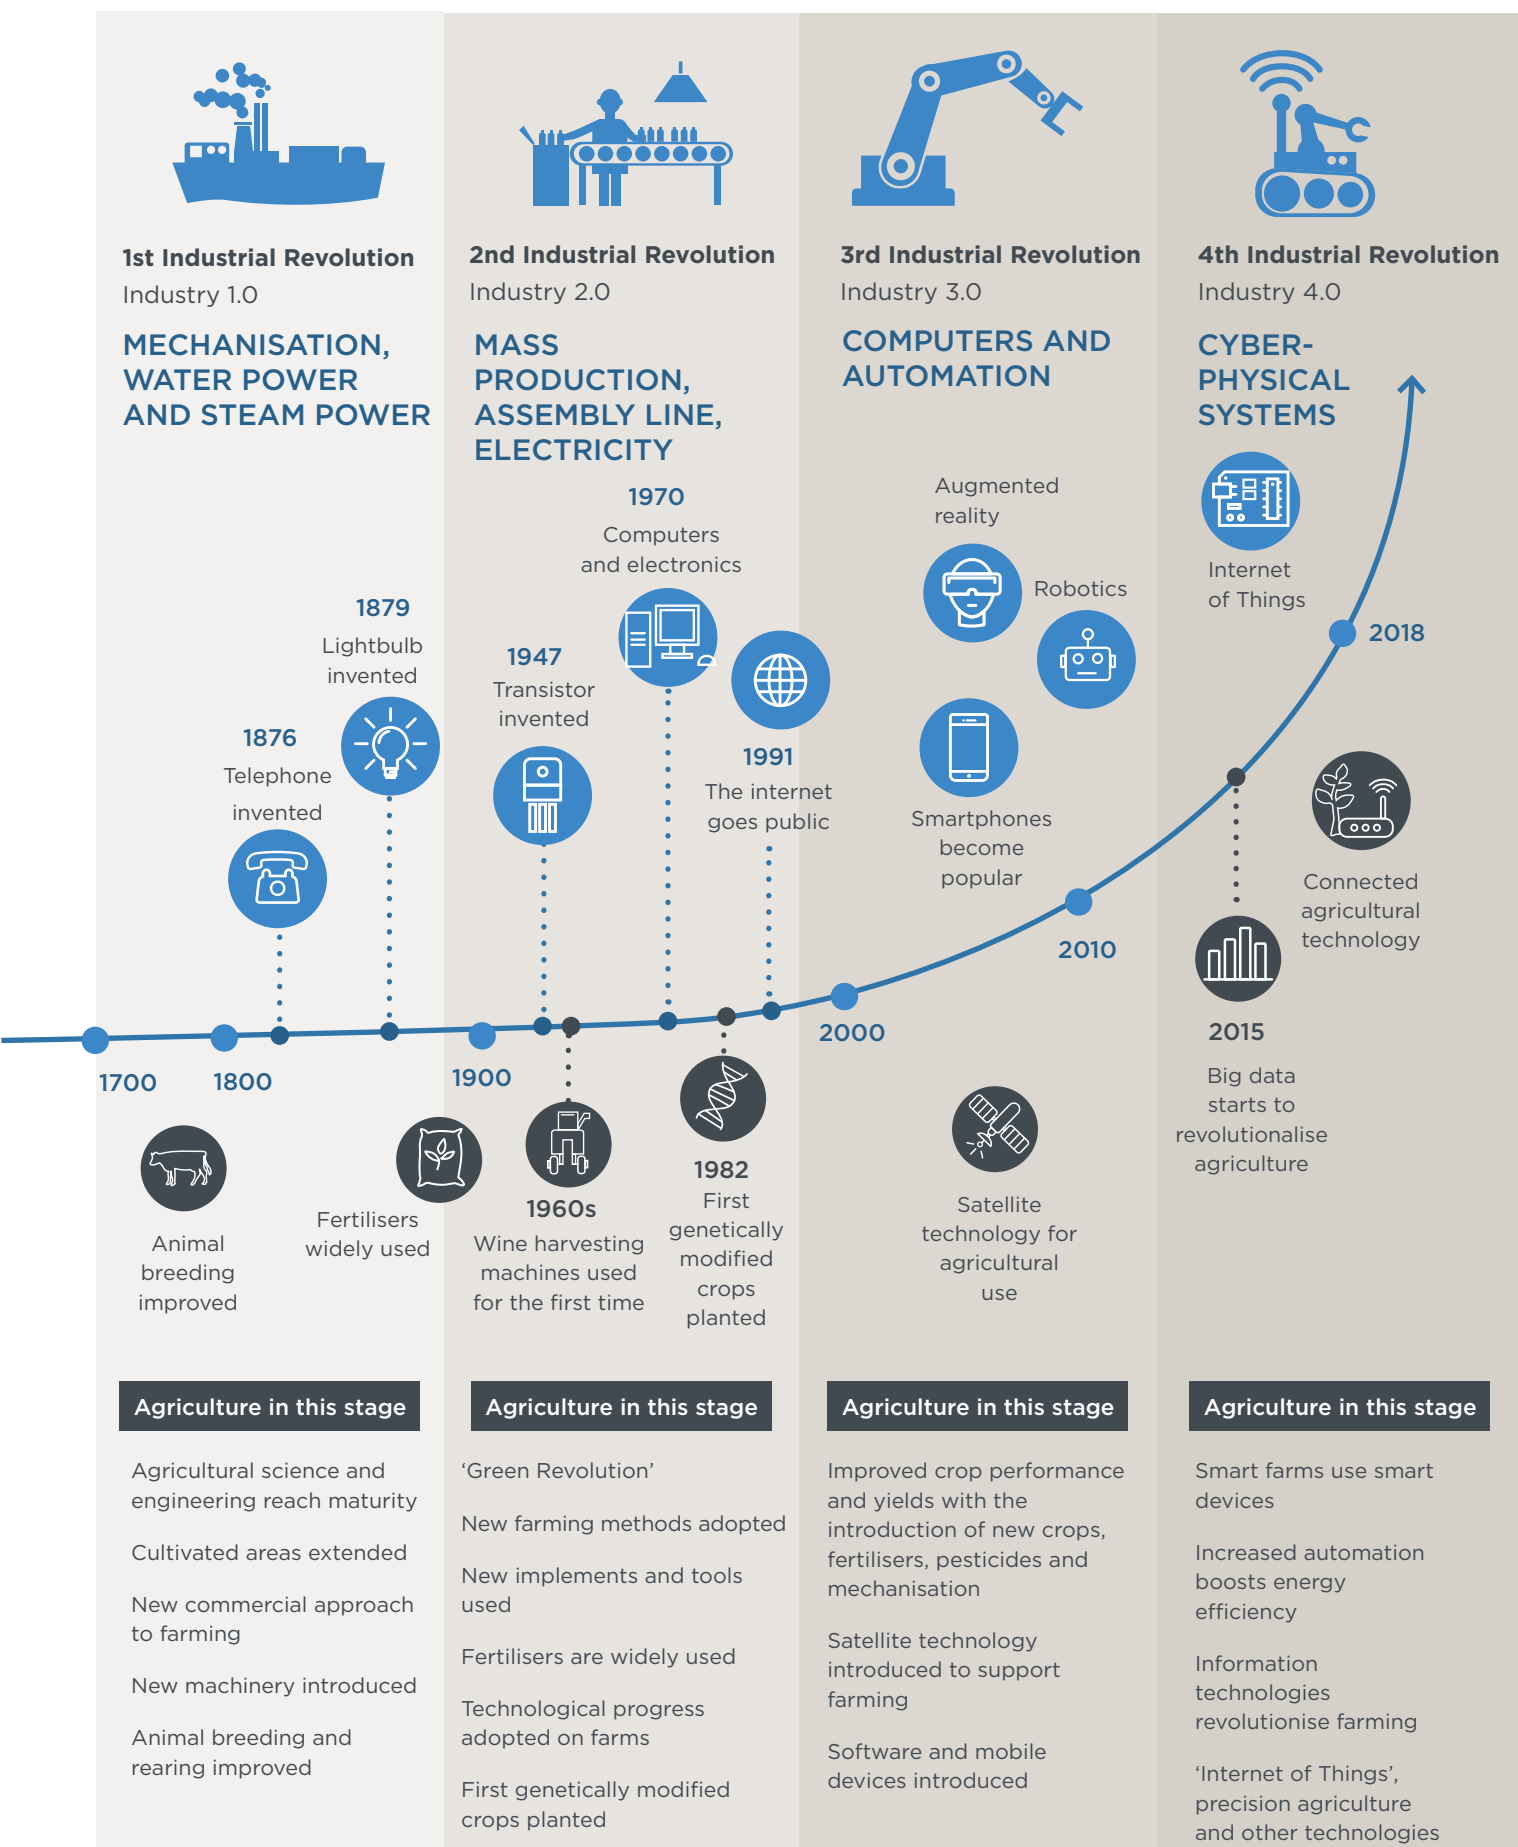 1st Industrial Revolution
Industry 1.0
MECHANISATION,
WATER POWER
AND STEAM POWER
2nd Industrial Revolution
Industry 2.0
MASS
PRODUCTION,
ASSEMBLY LINE,
ELECTRICITY
3rd Industrial Revolution
Industry 3.0
COMPUTERS AND
AUTOMATION
4th Industrial Revolution
Industry 4.0
CYBER-
PHYSICAL
SYSTEMS
1876
Telephone
invented
1879
Lightbulb
invented
1947
Transistor
invented
1970
Computers
and electronics
1991
The internet
goes public
Augmented
reality
Robotics
Smartphones
become
popular
Internet
of Things
2018
Connected
agricultural
technology
2010
2000
1700
1800
1900
Animal
breeding
improved
Fertilisers
widely used
1960s
Wine harvesting
machines used
for the first time
1982
First
genetically
modified
crops
planted
Satellite
technology for
agricultural
use
2015
Big data
starts to
revolutionalise
agriculture
Agriculture in this stage
Agricultural science and
engineering reach maturity
Cultivated areas extended
New commercial approach
to farming
New machinery introduced
Animal breeding and
rearing improved
Agriculture in this stage
‘Green Revolution’
New farming methods adopted
New implements and tools
used
Fertilisers are widely used
Technological progress
adopted on farms
First genetically modified
crops planted
Agriculture in this stage
Improved crop performance
and yields with the
introduction of new crops,
fertilisers, pesticides and
mechanisation
Satellite technology
introduced to support
farming
Software and mobile
devices introduced
Agriculture in this stage
Smart farms use smart
devices
Increased automation
boosts energy
efficiency
Information
technologies
revolutionise farming
‘Internet of Things’,
precision agriculture
and other technologies